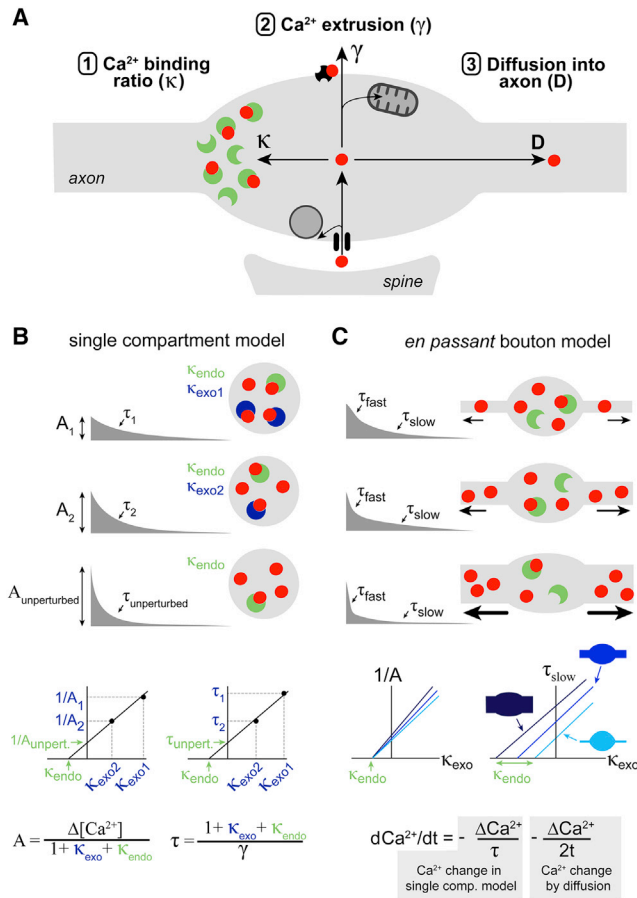 A
2 Ca²⁺ extrusion (γ)
1 Ca²⁺ binding
ratio (κ)
γ
3 Diffusion into
axon (D)
κ
D
axon
spine
B
single compartment model
κendo
κexo1
A1
τ1
κendo
κexo2
A2
τ2
κendo
Aunperturbed
τunperturbed
1/A1
1/A2
1/Aunpert.
κendo
κexo2
κexo1
τ1
τ2
τunpert.
κendo
κexo2
κexo1
A = Δ[Ca²⁺] / 1+ κexo + κendo
τ = 1+ κexo + κendo / γ
C
en passant bouton model
τfast
τslow
τfast
τslow
τfast
τslow
1/A
κexo
κendo
τslow
κexo
κendo
dCa²⁺/dt = - ΔCa²⁺ / τ - ΔCa²⁺ / 2t
Ca²⁺ change in
single comp. model
Ca²⁺ change
by diffusion